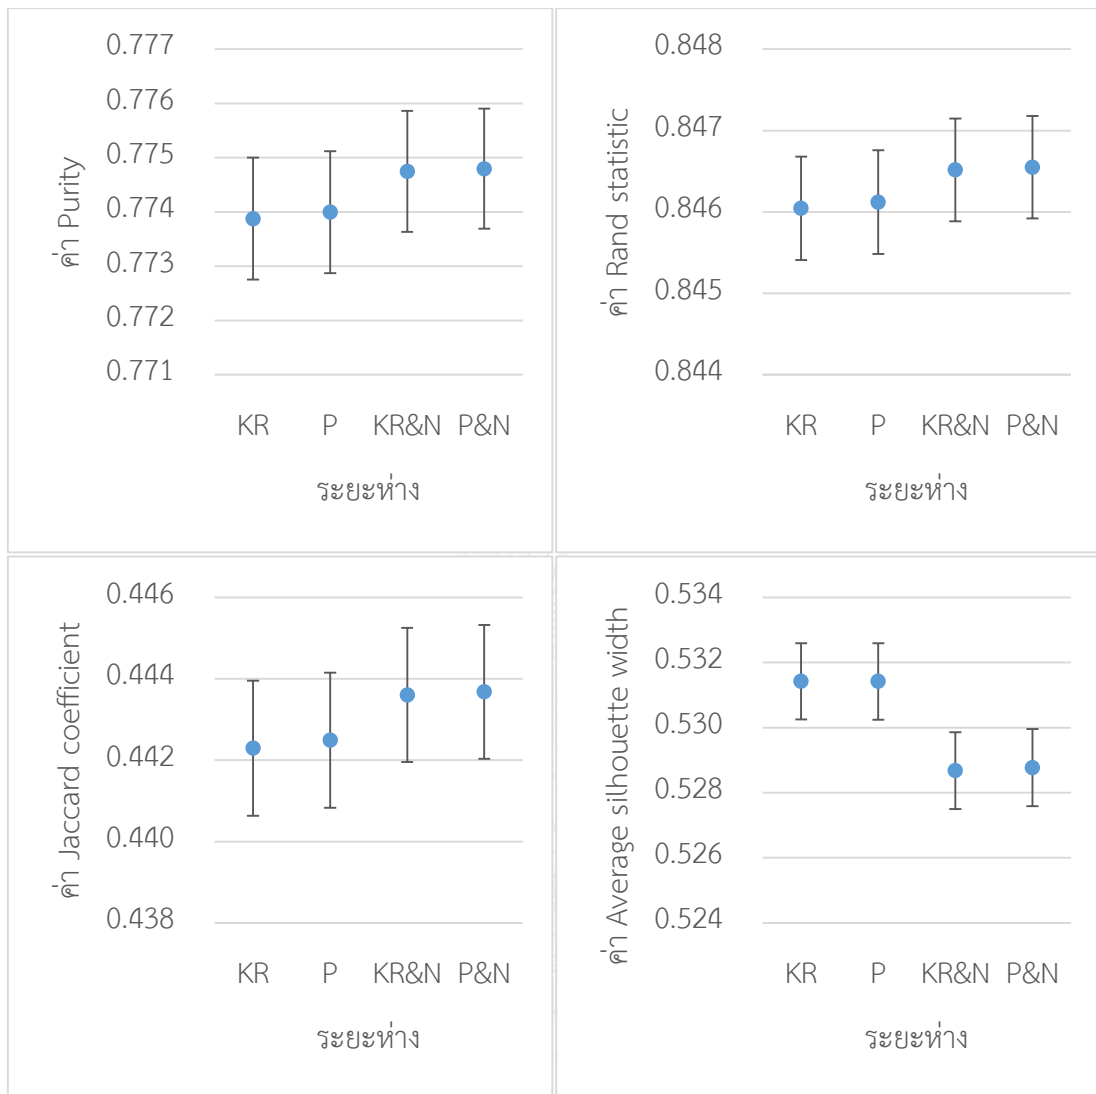 0.777
0.776
0.775
0.774
0.773
0.772
0.771
ค่า Purity
KR P KR&N P&N
ระยะห่าง
0.848
0.847
0.846
0.845
0.844
ค่า Rand statistic
KR P KR&N P&N
ระยะห่าง
0.446
0.444
0.442
0.440
0.438
ค่า Jaccard coefficient
KR P KR&N P&N
ระยะห่าง
0.534
0.532
0.530
0.528
0.526
0.524
ค่า Average silhouette width
KR P KR&N P&N
ระยะห่าง